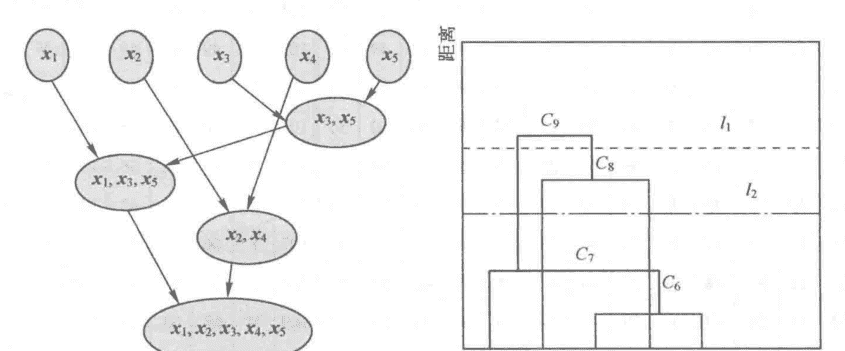 x₁ x₂ x₃ x₄ x₅
x₃, x₅
x₁, x₃, x₅
x₂, x₄
x₁, x₂, x₃, x₄, x₅
距离
C₉
l₁
C₈
l₂
C₇
C₆